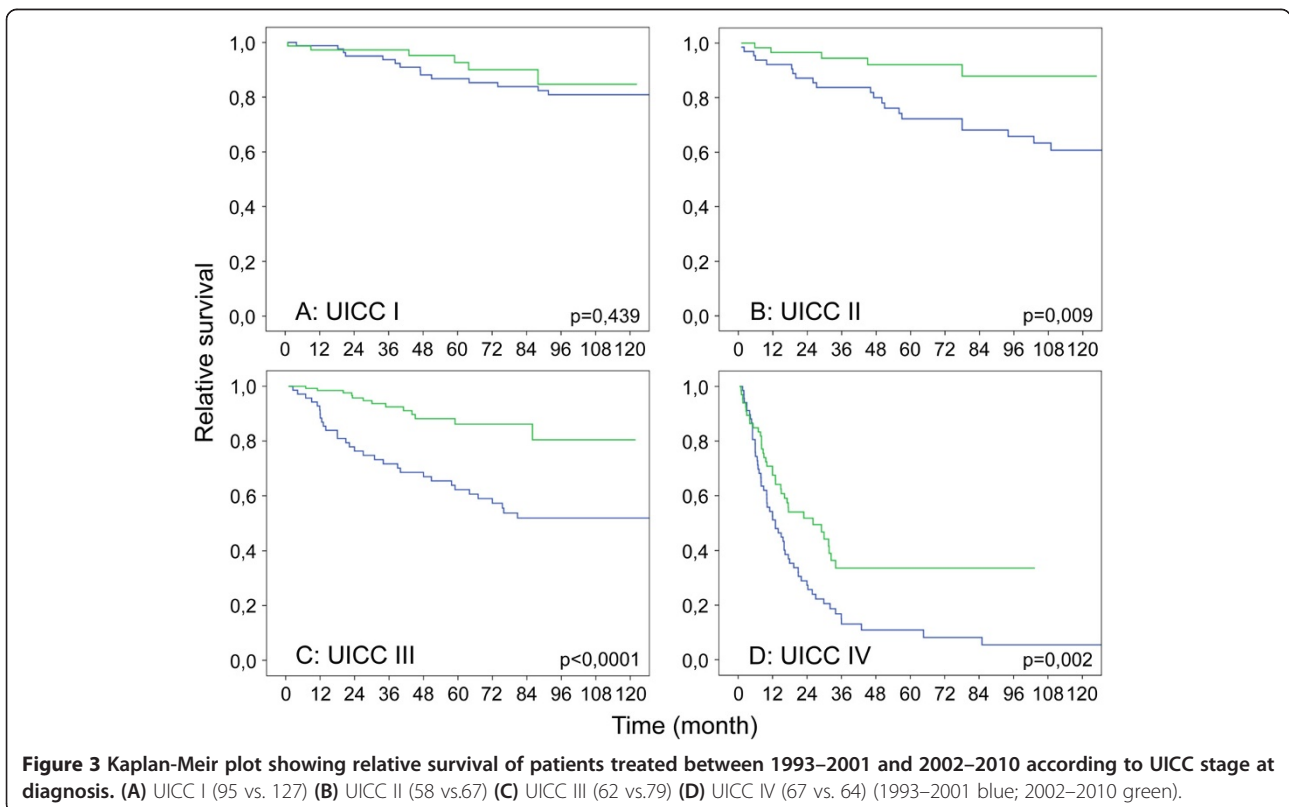 1,0
0,8
0,6
0,4
0,2
0,0
A: UICC I
p=0,439
0 12 24 36 48 60 72 84 96 108 120
1,0
0,8
0,6
0,4
0,2
0,0
B: UICC II
p=0,009
0 12 24 36 48 60 72 84 96 108 120
Relative survival
1,0
0,8
0,6
0,4
0,2
0,0
C: UICC III
p<0,0001
0 12 24 36 48 60 72 84 96 108 120
1,0
0,8
0,6
0,4
0,2
0,0
D: UICC IV
p=0,002
0 12 24 36 48 60 72 84 96 108 120
Time (month)
Figure 3 Kaplan-Meir plot showing relative survival of patients treated between 1993–2001 and 2002–2010 according to UICC stage at
diagnosis. (A) UICC I (95 vs. 127) (B) UICC II (58 vs.67) (C) UICC III (62 vs.79) (D) UICC IV (67 vs. 64) (1993–2001 blue; 2002–2010 green).